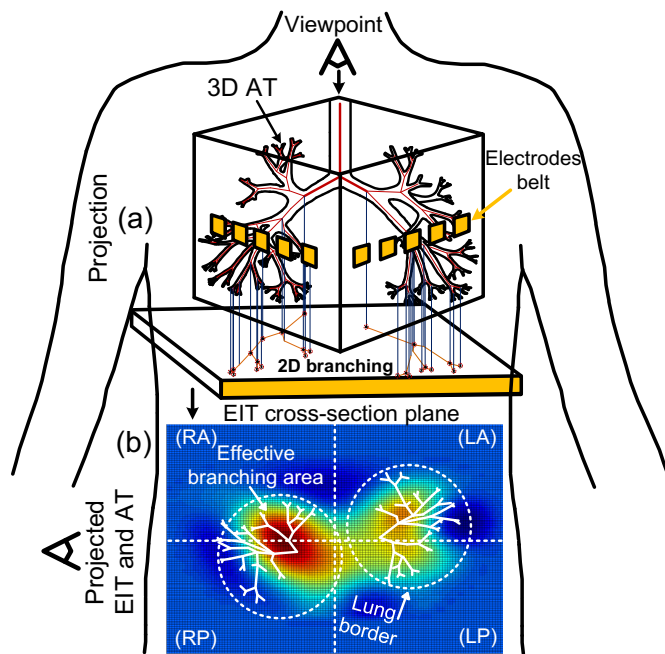 Viewpoint
3D AT
Electrodes
belt
(a)
Projection
2D branching
EIT cross-section plane
(b)
(RA)
(LA)
Effective
branching area
Projected
EIT and AT
Lung
border
(RP)
(LP)